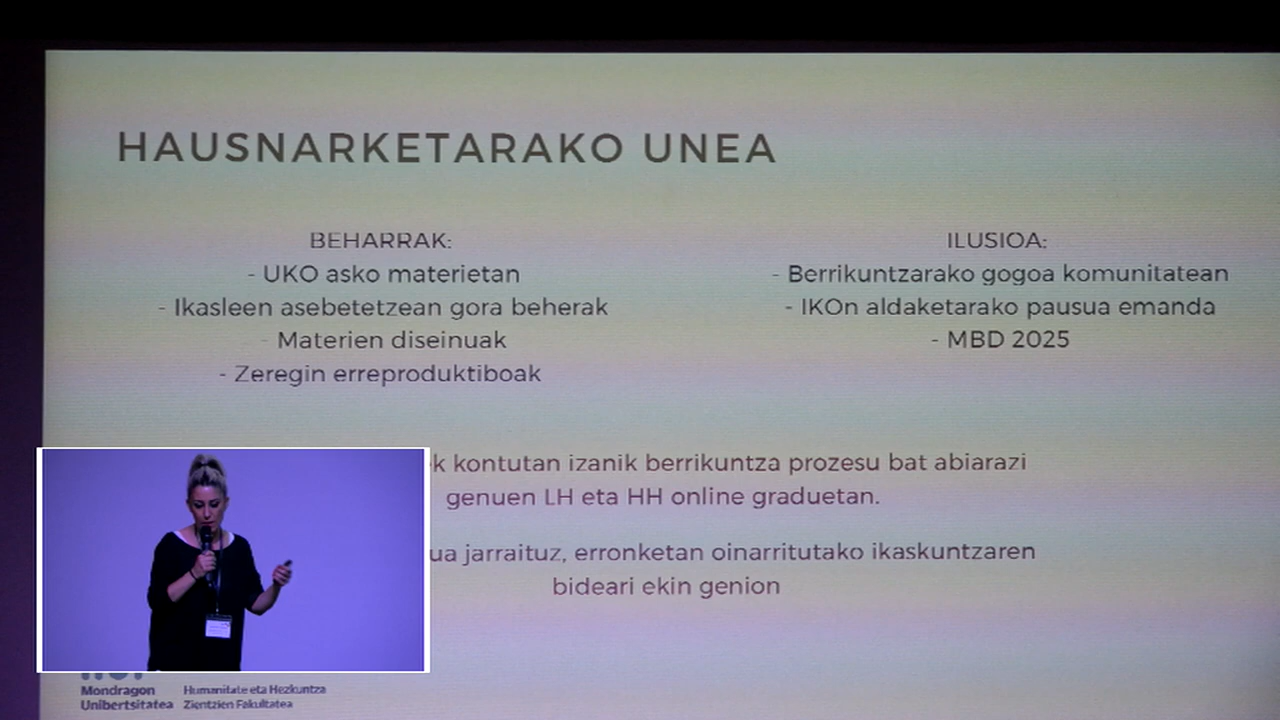 HAUSNARKETARAKO UNEA
BEHARRAK:
- UKO asko materietan
- Ikasleen asebetetzean gora beherak
- Materien diseinuak
- Zeregin erreproduktiboak
ILUSIOA:
- Berrikuntzarako gogoa komunitatean
- IKOn aldaketarako pausua emanda
- MBD 2025
kontutan izanik berrikuntza prozesu bat abiarazi
genuen LH eta HH online graduetan.
jarraituz, erronketan oinarritutako ikaskuntzaren
bideari ekin genion
Mondragon
Unibertsitatea
Humanitate eta Hezkuntza
Zientzien Fakultatea